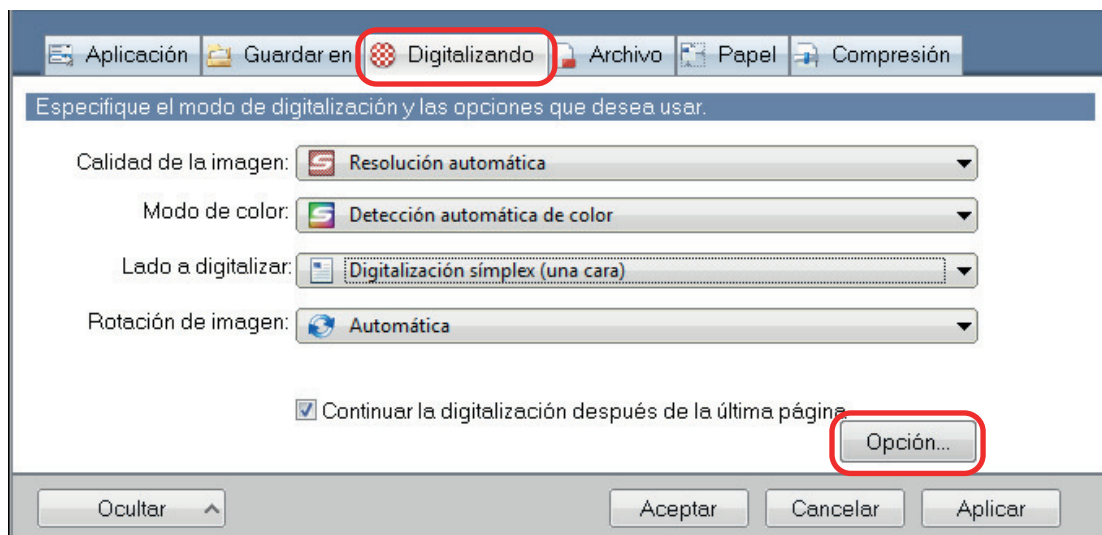 Aplicación Guardar en Digitalizando Archivo Papel Compresión
Especifique el modo de digitalización y las opciones que desea usar.
Calidad de la imagen: Resolución automática
Modo de color: Detección automática de color
Lado a digitalizar: Digitalización símplex (una cara)
Rotación de imagen: Automática
Continuar la digitalización después de la última página
Opción...
Ocultar Aceptar Cancelar Aplicar